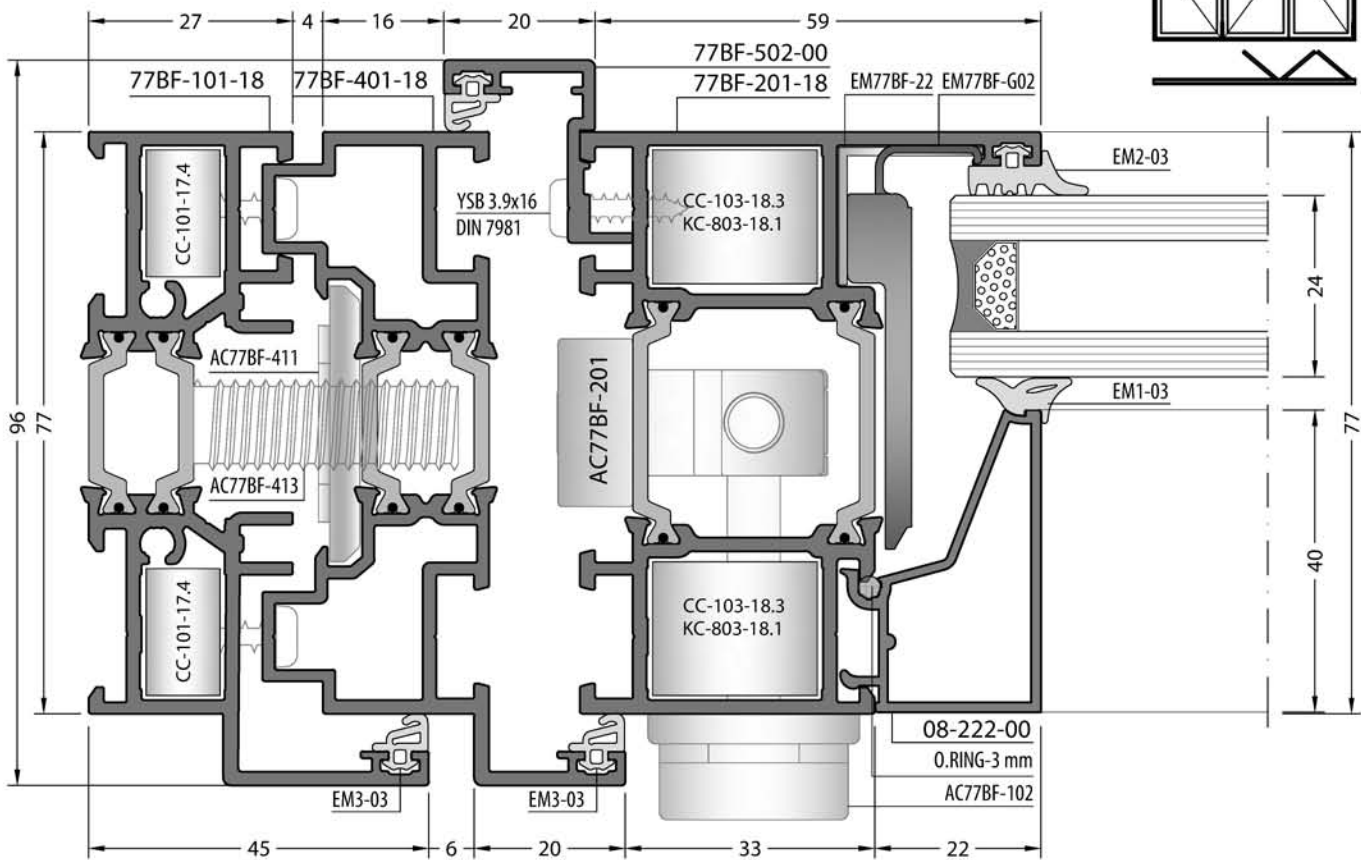 27 4 16 20 59
77BF-502-00
77BF-101-18 77BF-401-18 77BF-201-18 EM77BF-22 EM77BF-G02
EM2-03
YSB 3.9x16
DIN 7981
CC-101-17.4
CC-103-18.3
KC-803-18.1
24
AC77BF-411
AC77BF-201
EM1-03
96 77 77
AC77BF-413
40
CC-101-17.4
CC-103-18.3
KC-803-18.1
08-222-00
O.RING-3 mm
EM3-03 EM3-03 AC77BF-102
45 6 20 33 22